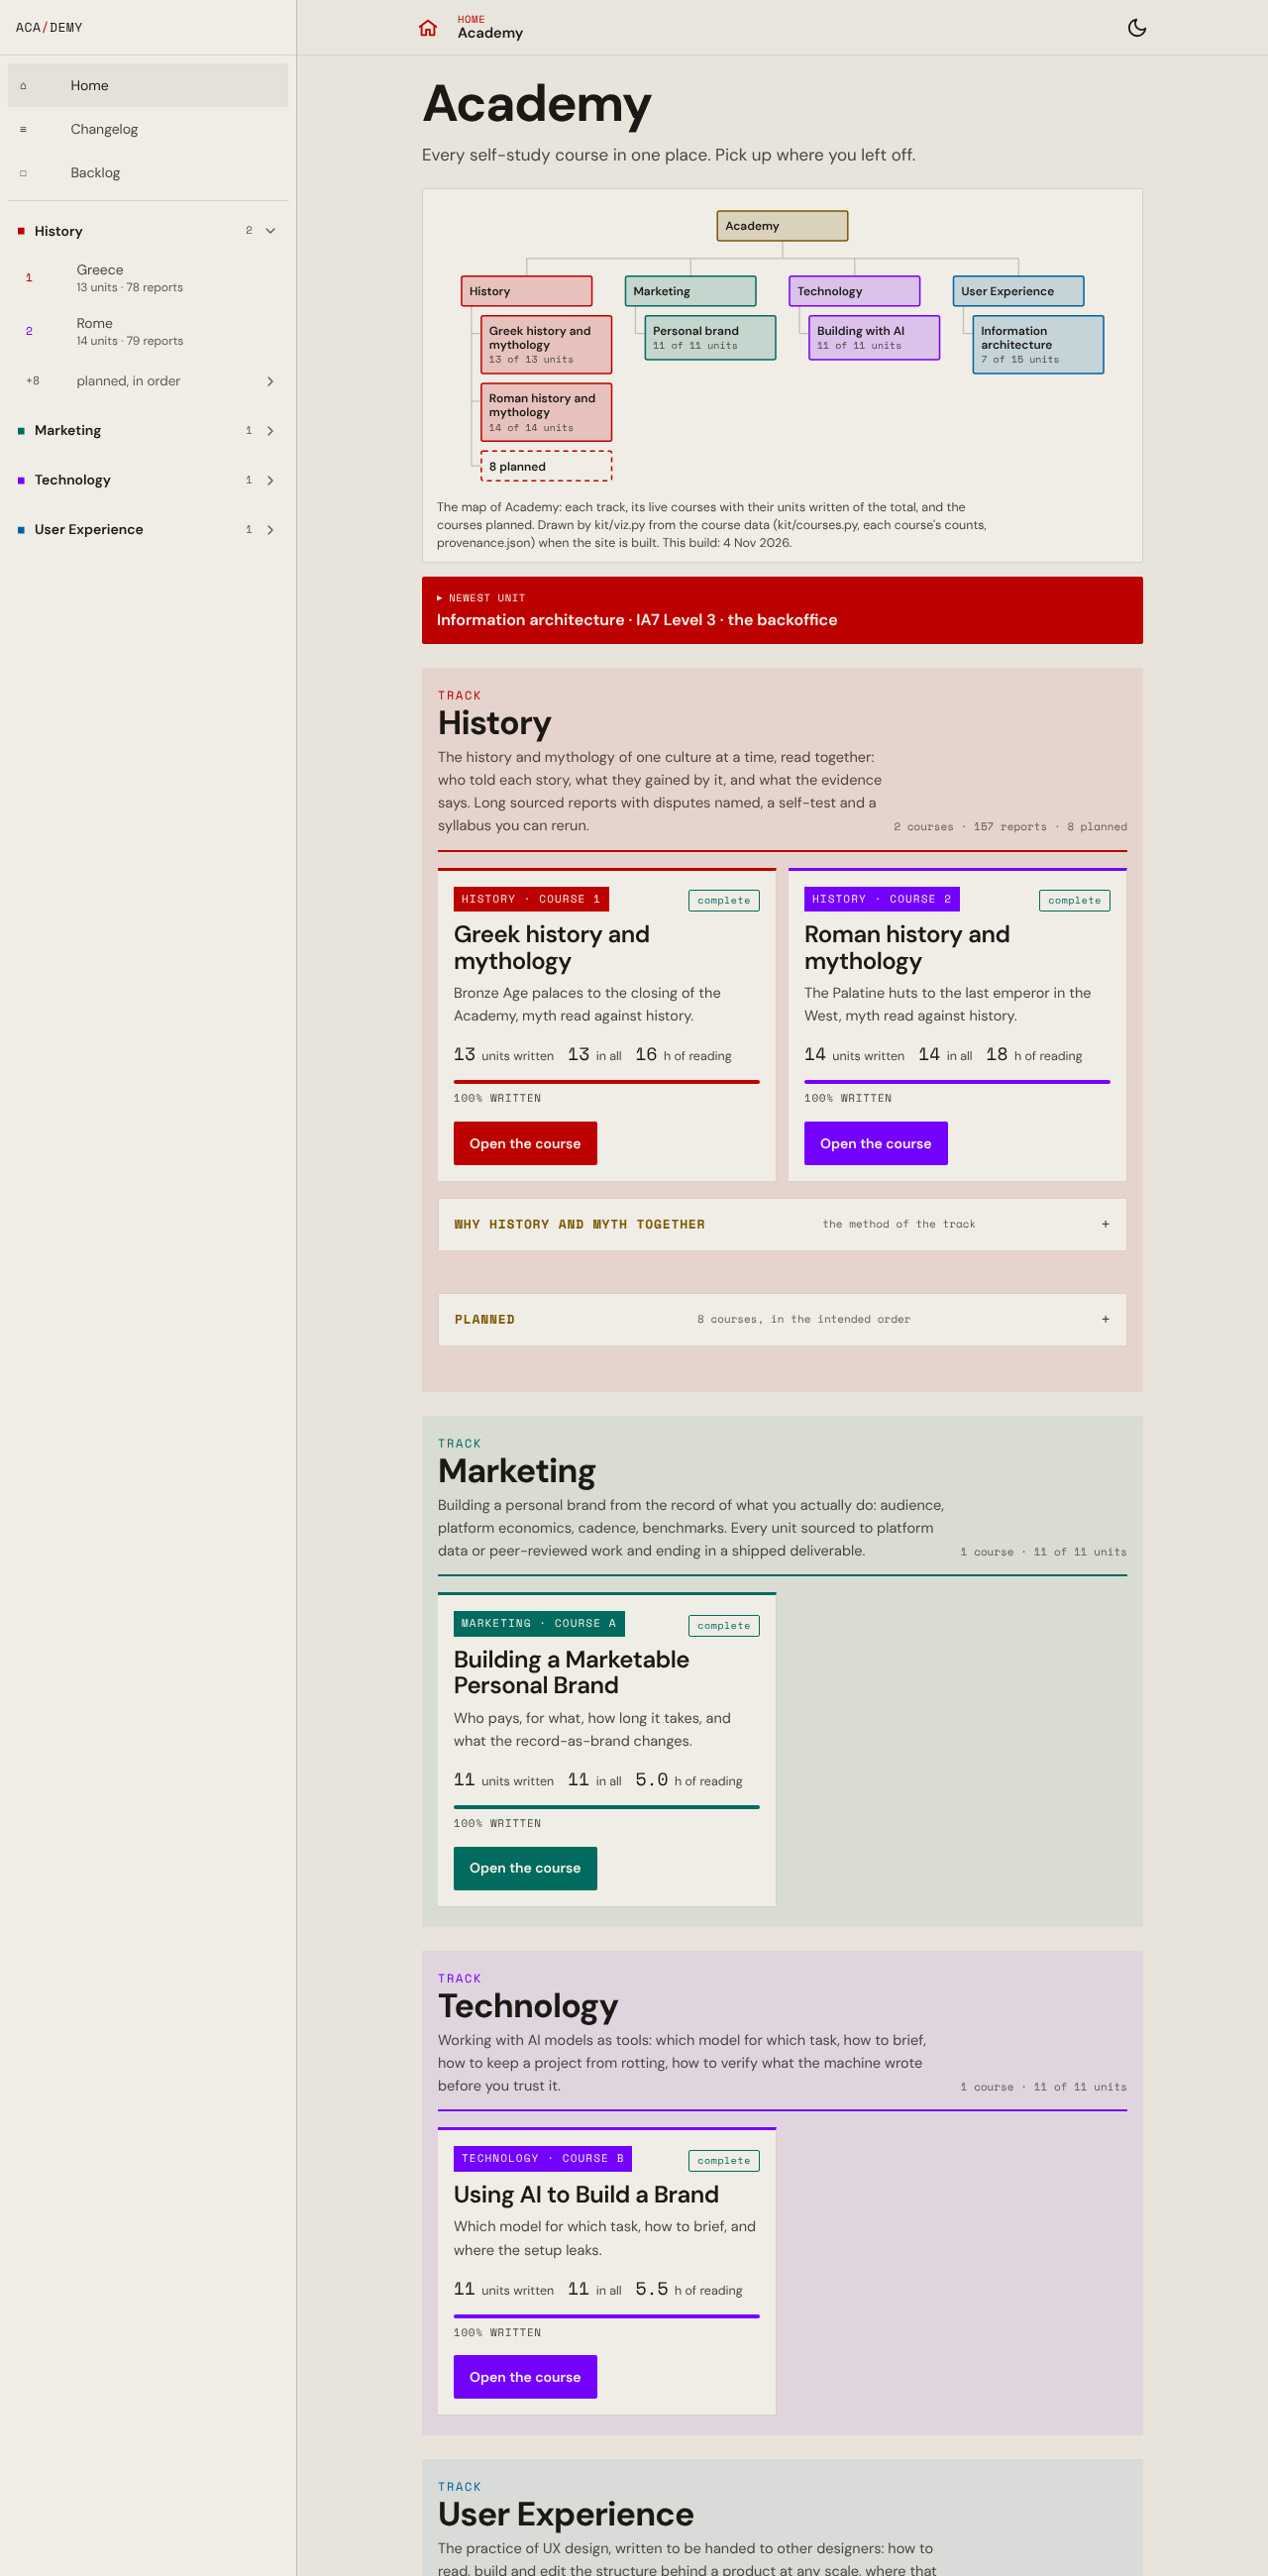 ACA/DEMY
Home
Changelog
Backlog
History 2
1 Greece
13 units · 78 reports
2 Rome
14 units · 79 reports
+8 planned, in order
Marketing 1
Technology 1
User Experience 1
HOME
Academy
Academy
Every self-study course in one place. Pick up where you left off.
Academy
History
Marketing
Technology
User Experience
Greek history and
mythology
13 of 13 units
Personal brand
11 of 11 units
Building with AI
11 of 11 units
Information
architecture
7 of 15 units
Roman history and
mythology
14 of 14 units
8 planned
The map of Academy: each track, its live courses with their units written of the total, and the
courses planned. Drawn by kit/viz.py from the course data (kit/courses.py, each course's counts,
provenance.json) when the site is built. This build: 4 Nov 2026.
▶ NEWEST UNIT
Information architecture · IA7 Level 3 · the backoffice
TRACK
History
The history and mythology of one culture at a time, read together:
who told each story, what they gained by it, and what the evidence
says. Long sourced reports with disputes named, a self-test and a
syllabus you can rerun.
2 courses · 157 reports · 8 planned
HISTORY · COURSE 1
complete
Greek history and
mythology
Bronze Age palaces to the closing of the
Academy, myth read against history.
13 units written 13 in all 16 h of reading
100% WRITTEN
Open the course
HISTORY · COURSE 2
complete
Roman history and
mythology
The Palatine huts to the last emperor in the
West, myth read against history.
14 units written 14 in all 18 h of reading
100% WRITTEN
Open the course
WHY HISTORY AND MYTH TOGETHER the method of the track +
PLANNED 8 courses, in the intended order +
TRACK
Marketing
Building a personal brand from the record of what you actually do: audience,
platform economics, cadence, benchmarks. Every unit sourced to platform
data or peer-reviewed work and ending in a shipped deliverable.
1 course · 11 of 11 units
MARKETING · COURSE A
complete
Building a Marketable
Personal Brand
Who pays, for what, how long it takes, and
what the record-as-brand changes.
11 units written 11 in all 5.0 h of reading
100% WRITTEN
Open the course
TRACK
Technology
Working with AI models as tools: which model for which task, how to brief,
how to keep a project from rotting, how to verify what the machine wrote
before you trust it.
1 course · 11 of 11 units
TECHNOLOGY · COURSE B
complete
Using AI to Build a Brand
Which model for which task, how to brief, and
where the setup leaks.
11 units written 11 in all 5.5 h of reading
100% WRITTEN
Open the course
TRACK
User Experience
The practice of UX design, written to be handed to other designers: how to
read, build and edit the structure behind a product at any scale, where that